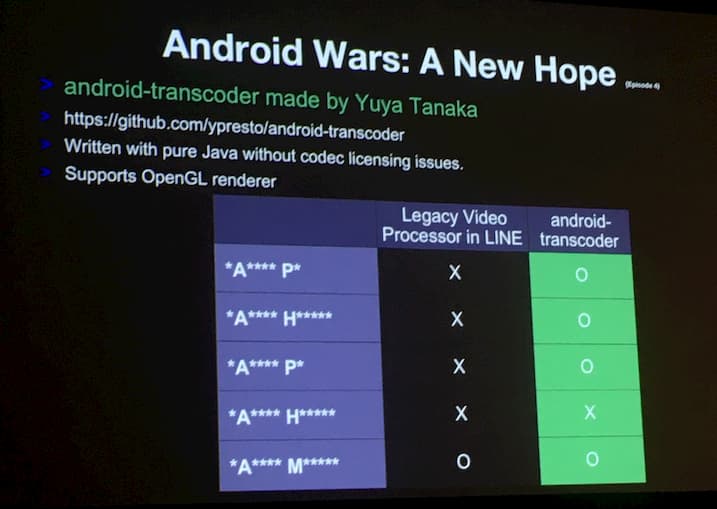 Android Wars: A New Hope (Episode 4)
> android-transcoder made by Yuya Tanaka
> https://github.com/ypresto/android-transcoder
> Written with pure Java without codec licensing issues.
> Supports OpenGL renderer
Legacy Video Processor in LINE android-transcoder
*A**** P* X O
*A**** H***** X O
*A**** P* X O
*A**** H***** X X
*A**** M***** O O